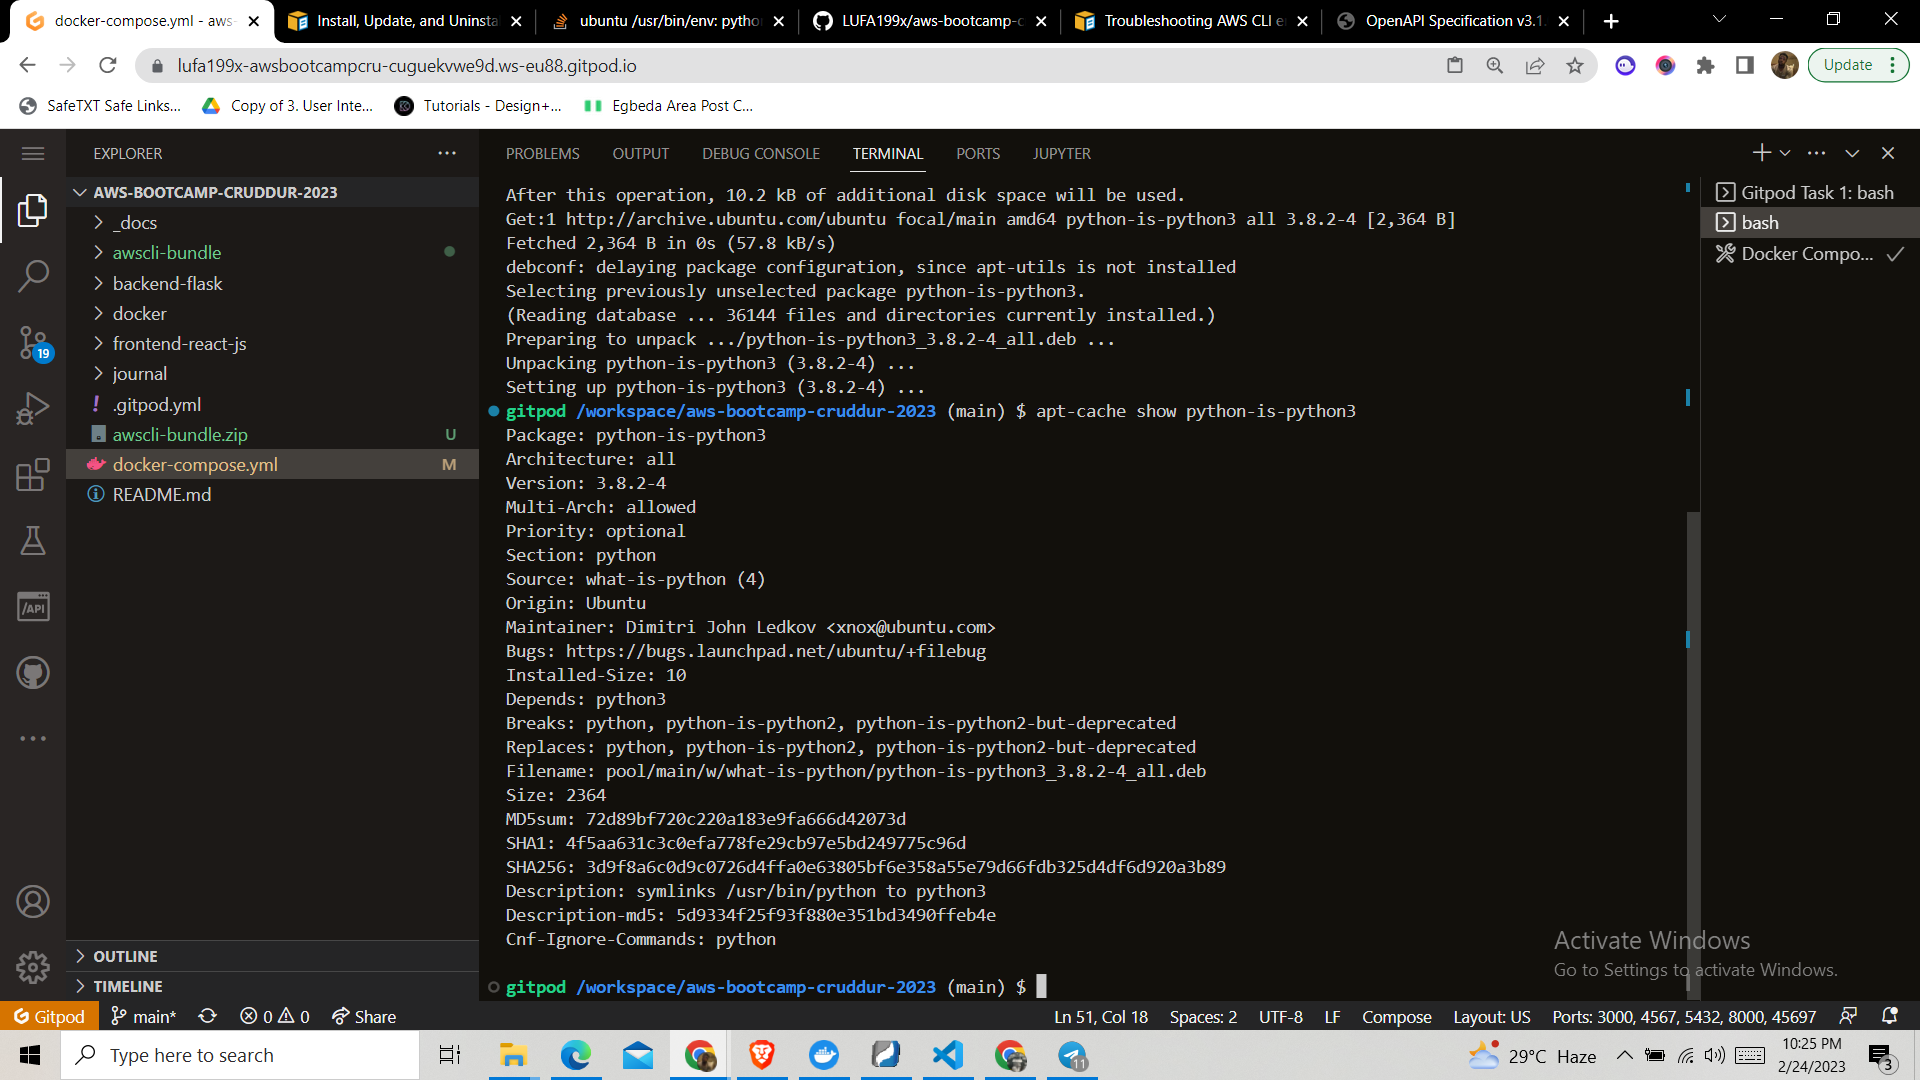 docker-compose.yml - aws-
Install, Update, and Uninsta
ubuntu /usr/bin/env: pytho
LUFA199x/aws-bootcamp-c
Troubleshooting AWS CLI e
OpenAPI Specification v3.1.
lufa199x-awsbootcampcru-cuguekvwe9d.ws-eu88.gitpod.io
Update
SafeTXT Safe Links...
Copy of 3. User Inte...
Tutorials - Design+...
Egbeda Area Post C...
EXPLORER
PROBLEMS
OUTPUT
DEBUG CONSOLE
TERMINAL
PORTS
JUPYTER
AWS-BOOTCAMP-CRUDDUR-2023
_docs
awscli-bundle
backend-flask
docker
frontend-react-js
journal
.gitpod.yml
awscli-bundle.zip U
docker-compose.yml M
README.md
OUTLINE
TIMELINE
19
/API
After this operation, 10.2 kB of additional disk space will be used.
Get:1 http://archive.ubuntu.com/ubuntu focal/main amd64 python-is-python3 all 3.8.2-4 [2,364 B]
Fetched 2,364 B in 0s (57.8 kB/s)
debconf: delaying package configuration, since apt-utils is not installed
Selecting previously unselected package python-is-python3.
(Reading database ... 36144 files and directories currently installed.)
Preparing to unpack .../python-is-python3_3.8.2-4_all.deb ...
Unpacking python-is-python3 (3.8.2-4) ...
Setting up python-is-python3 (3.8.2-4) ...
gitpod /workspace/aws-bootcamp-cruddur-2023 (main) $ apt-cache show python-is-python3
Package: python-is-python3
Architecture: all
Version: 3.8.2-4
Multi-Arch: allowed
Priority: optional
Section: python
Source: what-is-python (4)
Origin: Ubuntu
Maintainer: Dimitri John Ledkov <xnox@ubuntu.com>
Bugs: https://bugs.launchpad.net/ubuntu/+filebug
Installed-Size: 10
Depends: python3
Breaks: python, python-is-python2, python-is-python2-but-deprecated
Replaces: python, python-is-python2, python-is-python2-but-deprecated
Filename: pool/main/w/what-is-python/python-is-python3_3.8.2-4_all.deb
Size: 2364
MD5sum: 72d89bf720c220a183e9fa666d42073d
SHA1: 4f5aa631c3c0efa778fe29cb97e5bd249775c96d
SHA256: 3d9f8a6c0d9c0726d4ffa0e63805bf6e358a55e79d66fdb325d4df6d920a3b89
Description: symlinks /usr/bin/python to python3
Description-md5: 5d9334f25f93f880e351bd3490ffeb4e
Cnf-Ignore-Commands: python
gitpod /workspace/aws-bootcamp-cruddur-2023 (main) $
Gitpod Task 1: bash
bash
Docker Compo...
Activate Windows
Go to Settings to activate Windows.
Gitpod
main*
0 0
Share
Ln 51, Col 18
Spaces: 2
UTF-8
LF
Compose
Layout: US
Ports: 3000, 4567, 5432, 8000, 45697
Type here to search
11
29°C Haze
10:25 PM
2/24/2023
3